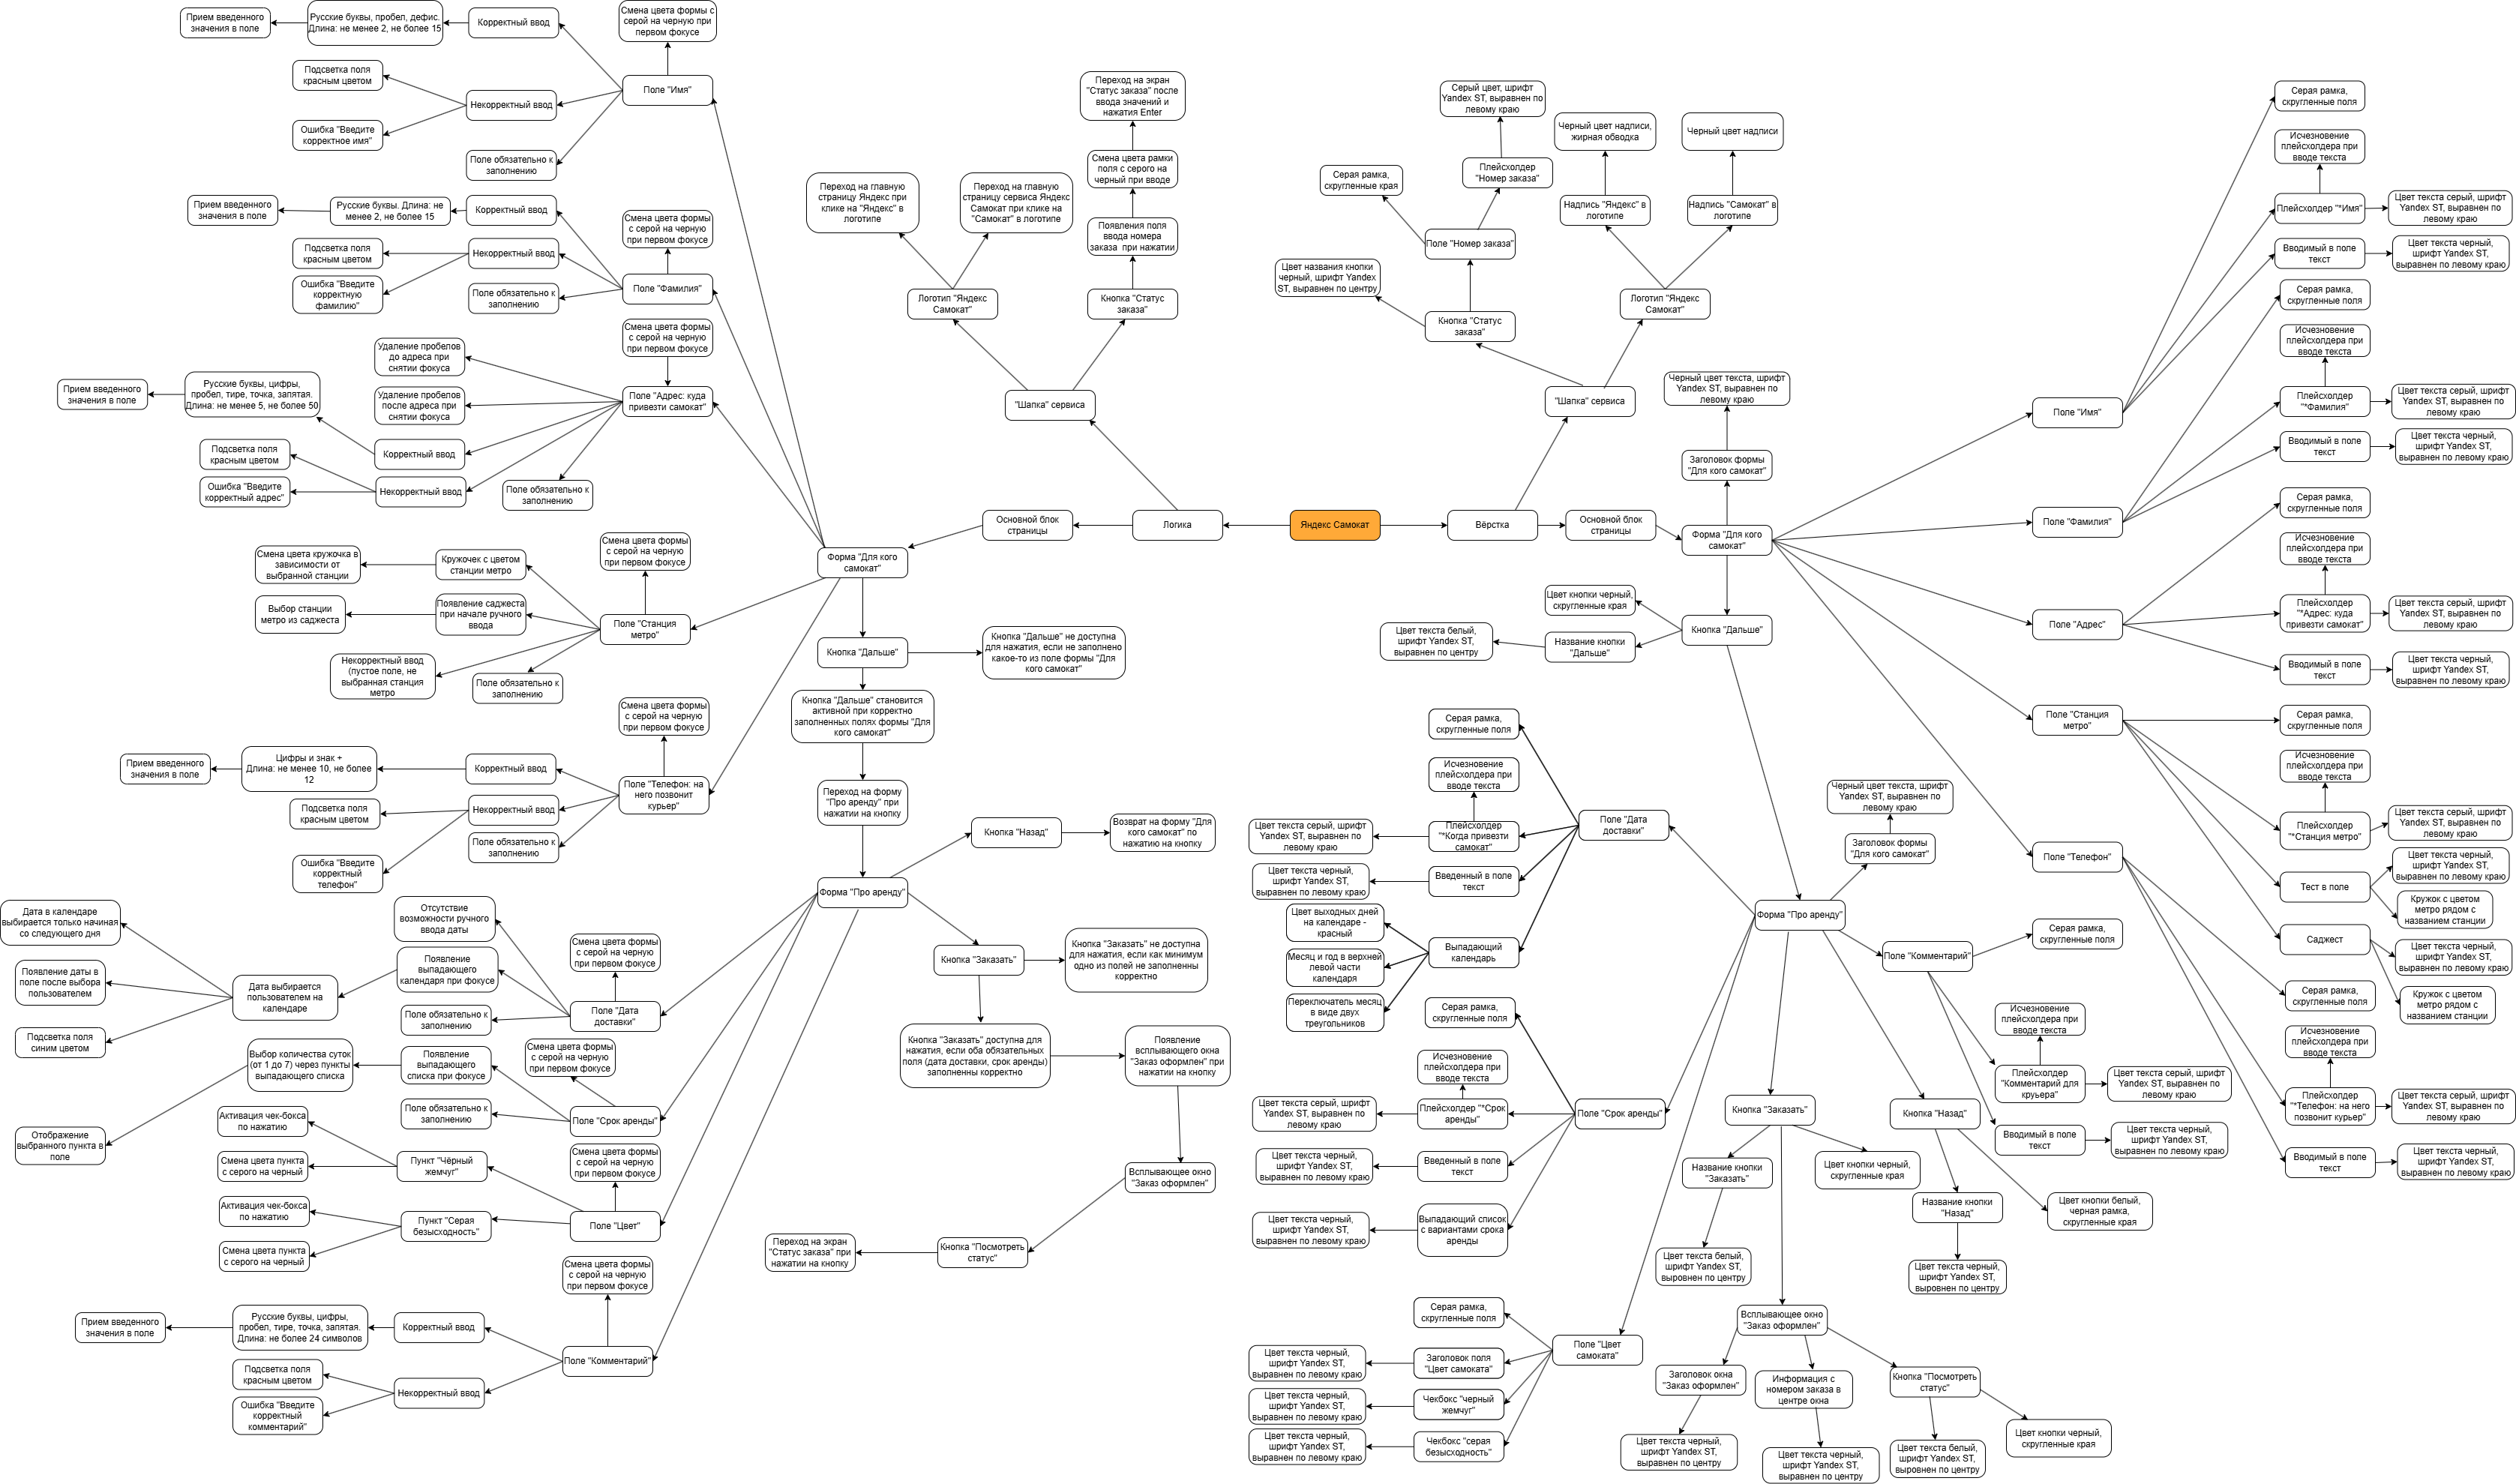 Прием введенного
значения в поле
Русские буквы, пробел, дефис.
Длина: не менее 2, не более 15
Корректный ввод
Смена цвета формы с
серой на черную при
первом фокусе
Подсветка поля
красным цветом
Некорректный ввод
Поле "Имя"
Ошибка "Введите
корректное имя"
Поле обязательно к
заполнению
Прием введенного
значения в поле
Русские буквы. Длина: не
менее 2, не более 15
Корректный ввод
Смена цвета формы
с серой на черную
при первом фокусе
Подсветка поля
красным цветом
Некорректный ввод
Ошибка "Введите
корректную
фамилию"
Поле обязательно к
заполнению
Поле "Фамилия"
Смена цвета формы
с серой на черную
при первом фокусе
Удаление пробелов
до адреса при
снятии фокуса
Прием введенного
значения в поле
Русские буквы, цифры,
пробел, тире, точка, запятая.
Длина: не менее 5, не более 50
Удаление пробелов
после адреса при
снятии фокуса
Поле "Адрес: куда
привезти самокат"
Подсветка поля
красным цветом
Корректный ввод
Ошибка "Введите
корректный адрес"
Некорректный ввод
Поле обязательно к
заполнению
Смена цвета кружочка в
зависимости от
выбранной станции
Кружочек с цветом
станции метро
Смена цвета формы
с серой на черную
при первом фокусе
Выбор станции
метро из саджеста
Появление саджеста
при начале ручного
ввода
Поле "Станция
метро"
Некорректный ввод
(пустое поле, не
выбранная станция
метро
Поле обязательно к
заполнению
Смена цвета формы
с серой на черную
при первом фокусе
Прием введенного
значения в поле
Цифры и знак +
Длина: не менее 10, не более
12
Корректный ввод
Поле "Телефон: на
него позвонит
курьер"
Подсветка поля
красным цветом
Некорректный ввод
Поле обязательно к
заполнению
Ошибка "Введите
корректный
телефон"
Переход на экран
"Статус заказа" после
ввода значений и
нажатия Enter
Смена цвета рамки
поля с серого на
черный при вводе
Переход на главную
страницу Яндекс при
клике на "Яндекс" в
логотипе
Переход на главную
страницу сервиса Яндекс
Самокат при клике на
"Самокат" в логотипе
Появления поля
ввода номера
заказа  при нажатии
Логотип "Яндекс
Самокат"
Кнопка "Статус
заказа"
"Шапка" сервиса
Основной блок
страницы
Логика
Яндекс Самокат
Вёрстка
Основной блок
страницы
Форма "Для кого
самокат"
Кнопка "Дальше"
Кнопка "Дальше" не доступна
для нажатия, если не заполнено
какое-то из поле формы "Для
кого самокат"
Кнопка "Дальше" становится
активной при корректно
заполненных полях формы "Для
кого самокат"
Переход на форму
"Про аренду" при
нажатии на кнопку
Кнопка "Назад"
Возврат на форму "Для
кого самокат" по
нажатию на кнопку
Форма "Про аренду"
Кнопка "Заказать"
Кнопка "Заказать" не доступна
для нажатия, если как минимум
одно из полей не заполненны
корректно
Кнопка "Заказать" доступна для
нажатия, если оба обязательных
поля (дата доставки, срок аренды)
заполненны корректно
Появление
всплывающего окна
"Заказ оформлен" при
нажатии на кнопку
Всплывающее окно
"Заказ оформлен"
Кнопка "Посмотреть
статус"
Переход на экран
"Статус заказа" при
нажатии на кнопку
Дата в календаре
выбирается только начиная
со следующего дня
Отсутствие
возможности ручного
ввода даты
Появление даты в
поле после выбора
пользователем
Дата выбирается
пользователем на
календаре
Появление
выпадающего
календаря при фокусе
Смена цвета формы
с серой на черную
при первом фокусе
Подсветка поля
синим цветом
Поле обязательно к
заполнению
Поле "Дата
доставки"
Выбор количества суток
(от 1 до 7) через пункты
выпадающего списка
Появление
выпадающего
списка при фокусе
Смена цвета формы
с серой на черную
при первом фокусе
Поле обязательно к
заполнению
Поле "Срок аренды"
Отображение
выбранного пункта в
поле
Активация чек-бокса
по нажатию
Смена цвета пункта
с серого на черный
Пункт "Чёрный
жемчуг"
Смена цвета формы
с серой на черную
при первом фокусе
Активация чек-бокса
по нажатию
Пункт "Серая
безысходность"
Поле "Цвет"
Смена цвета пункта
с серого на черный
Смена цвета формы
с серой на черную
при первом фокусе
Прием введенного
значения в поле
Русские буквы, цифры,
пробел, тире, точка, запятая.
Длина: не более 24 символов
Корректный ввод
Поле "Комментарий"
Подсветка поля
красным цветом
Некорректный ввод
Ошибка "Введите
корректный
комментарий"
Серый цвет, шрифт
Yandex ST, выравнен по
левому краю
Черный цвет надписи,
жирная обводка
Черный цвет надписи
Серая рамка,
скругленные края
Плейсхолдер
"Номер заказа"
Надпись "Яндекс" в
логотипе
Надпись "Самокат" в
логотипе
Поле "Номер заказа"
Цвет названия кнопки
черный, шрифт Yandex
ST, выравнен по центру
Кнопка "Статус
заказа"
Логотип "Яндекс
Самокат"
"Шапка" сервиса
Черный цвет текста, шрифт
Yandex ST, выравнен по
левому краю
Заголовок формы
"Для кого самокат"
Форма "Для кого
самокат"
Цвет кнопки черный,
скругленные края
Цвет текста белый,
шрифт Yandex ST,
выравнен по центру
Название кнопки
"Дальше"
Кнопка "Дальше"
Серая рамка,
скругленные поля
Исчезновение
плейсхолдера при
вводе текста
Плейсхолдер "*Имя"
Цвет текста серый, шрифт
Yandex ST, выравнен по
левому краю
Вводимый в поле
текст
Цвет текста черный,
шрифт Yandex ST,
выравнен по левому краю
Поле "Имя"
Серая рамка,
скругленные поля
Исчезновение
плейсхолдера при
вводе текста
Плейсхолдер
"*Фамилия"
Цвет текста серый, шрифт
Yandex ST, выравнен по
левому краю
Вводимый в поле
текст
Цвет текста черный,
шрифт Yandex ST,
выравнен по левому краю
Поле "Фамилия"
Серая рамка,
скругленные поля
Исчезновение
плейсхолдера при
вводе текста
Поле "Адрес"
Плейсхолдер
"*Адрес: куда
привезти самокат"
Цвет текста серый, шрифт
Yandex ST, выравнен по
левому краю
Вводимый в поле
текст
Цвет текста черный,
шрифт Yandex ST,
выравнен по левому краю
Поле "Станция
метро"
Серая рамка,
скругленные поля
Исчезновение
плейсхолдера при
вводе текста
Плейсхолдер
"*Станция метро"
Цвет текста серый, шрифт
Yandex ST, выравнен по
левому краю
Тест в поле
Цвет текста черный,
шрифт Yandex ST,
выравнен по левому краю
Кружок с цветом
метро рядом с
названием станции
Саджест
Цвет текста черный,
шрифт Yandex ST,
выравнен по левому краю
Кружок с цветом
метро рядом с
названием станции
Поле "Телефон"
Серая рамка,
скругленные поля
Исчезновение
плейсхолдера при
вводе текста
Плейсхолдер
"*Телефон: на него
позвонит курьер"
Цвет текста серый, шрифт
Yandex ST, выравнен по
левому краю
Вводимый в поле
текст
Цвет текста черный,
шрифт Yandex ST,
выравнен по левому краю
Серая рамка,
скругленные поля
Исчезновение
плейсхолдера при
вводе текста
Поле "Дата
доставки"
Цвет текста серый, шрифт
Yandex ST, выравнен по
левому краю
Плейсхолдер
"*Когда привезти
самокат"
Цвет текста черный,
шрифт Yandex ST,
выравнен по левому краю
Введенный в поле
текст
Цвет выходных дней
на календаре -
красный
Месяц и год в верхней
левой части
календаря
Выпадающий
календарь
Переключатель месяц
в виде двух
треугольников
Черный цвет текста, шрифт
Yandex ST, выравнен по
левому краю
Заголовок формы
"Для кого самокат"
Форма "Про аренду"
Поле "Комментарий"
Серая рамка,
скругленные поля
Исчезновение
плейсхолдера при
вводе текста
Плейсхолдер
"Комментарий для
круьера"
Цвет текста серый, шрифт
Yandex ST, выравнен по
левому краю
Вводимый в поле
текст
Цвет текста черный,
шрифт Yandex ST,
выравнен по левому краю
Серая рамка,
скругленные поля
Исчезновение
плейсхолдера при
вводе текста
Цвет текста серый, шрифт
Yandex ST, выравнен по
левому краю
Плейсхолдер "*Срок
аренды"
Поле "Срок аренды"
Цвет текста черный,
шрифт Yandex ST,
выравнен по левому краю
Введенный в поле
текст
Цвет текста черный,
шрифт Yandex ST,
выравнен по левому краю
Выпадающий список
с вариантами срока
аренды
Кнопка "Заказать"
Название кнопки
"Заказать"
Цвет кнопки черный,
скругленные края
Цвет текста белый,
шрифт Yandex ST,
выровнен по центру
Кнопка "Назад"
Название кнопки
"Назад"
Цвет кнопки белый,
черная рамка,
скругленные края
Цвет текста черный,
шрифт Yandex ST,
выровнен по центру
Серая рамка,
скругленные поля
Поле "Цвет
самоката"
Цвет текста черный,
шрифт Yandex ST,
выравнен по левому краю
Заголовок поля
"Цвет самоката"
Цвет текста черный,
шрифт Yandex ST,
выравнен по левому краю
Чекбокс "черный
жемчуг"
Цвет текста черный,
шрифт Yandex ST,
выравнен по левому краю
Чекбокс "серая
безысходность"
Всплывающее окно
"Заказ оформлен"
Заголовок окна
"Заказ оформлен"
Информация с
номером заказа в
центре окна
Кнопка "Посмотреть
статус"
Цвет текста черный,
шрифт Yandex ST,
выравнен по центру
Цвет текста черный,
шрифт Yandex ST,
выравнен по центру
Цвет текста белый,
шрифт Yandex ST,
выровнен по центру
Цвет кнопки черный,
скругленные края